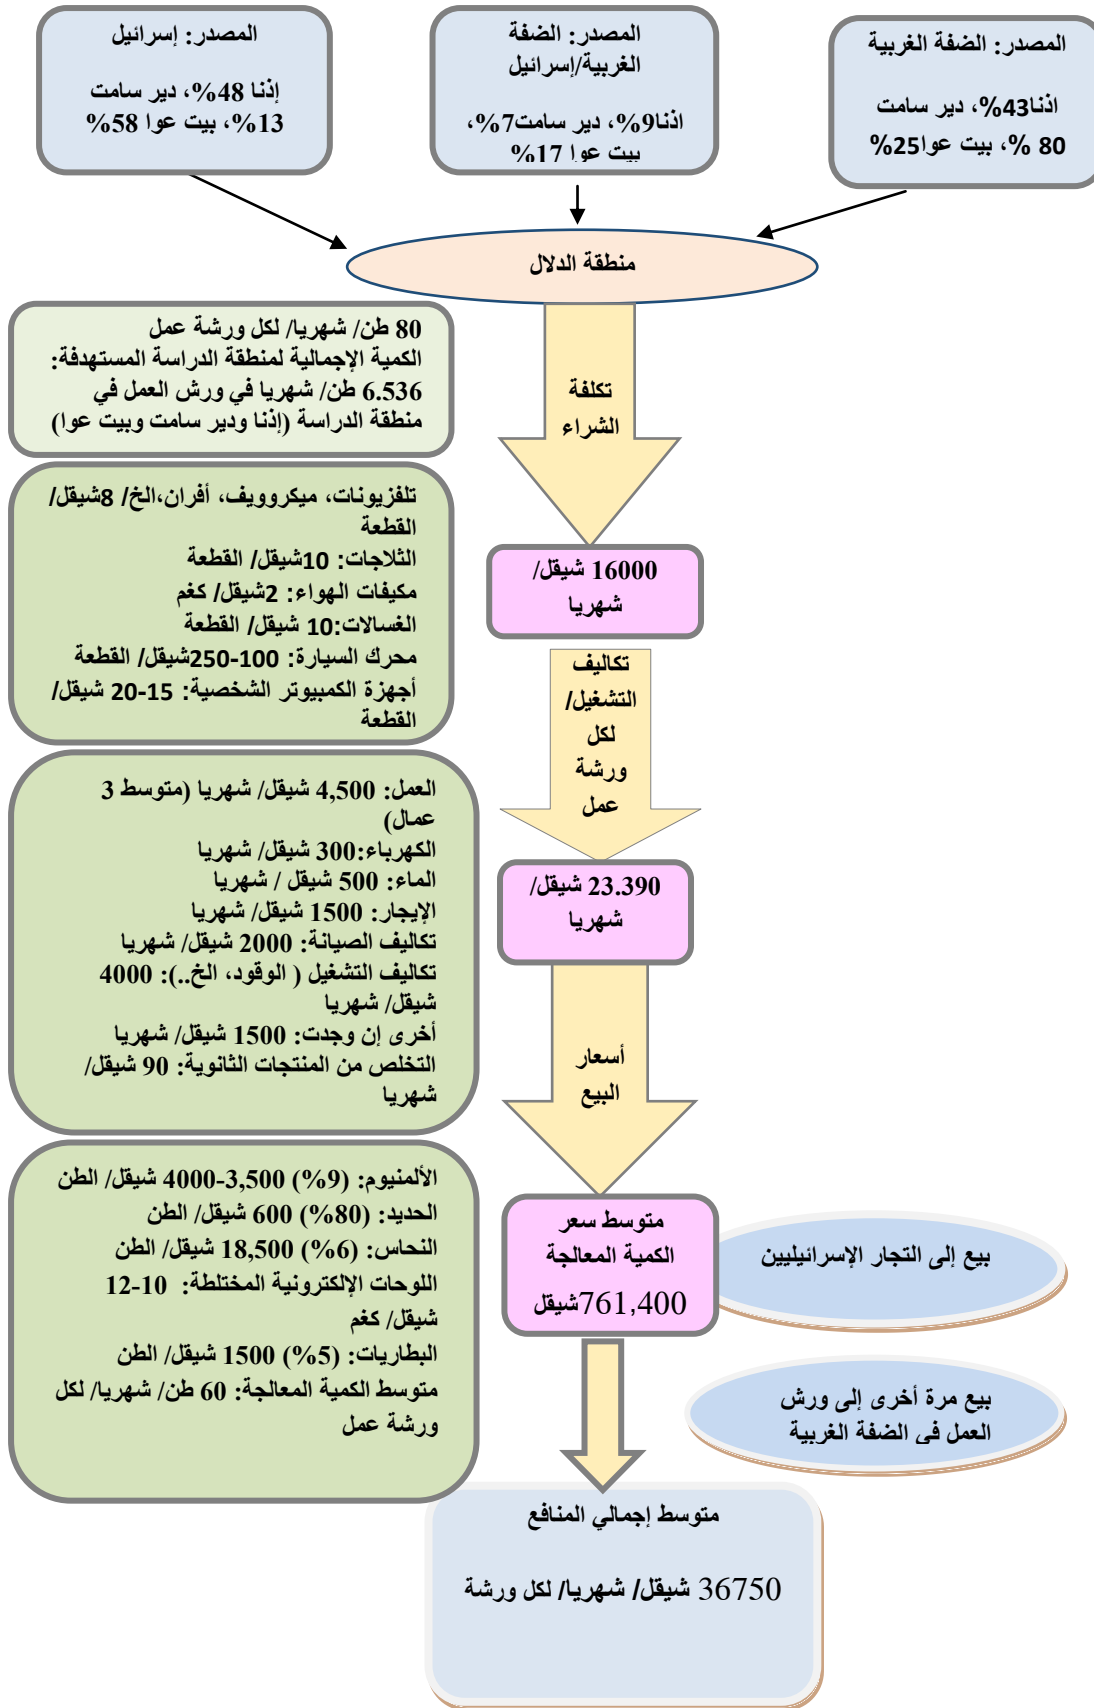 المصدر: الضفة الغربية
اذنا43%، دير سامت
80 %، بيت عوا25%
المصدر: الضفة
الغربية/إسرائيل
اذنا9%، دير سامت7%،
بيت عوا 17%
المصدر: إسرائيل
إذنا 48%، دير سامت
13%، بيت عوا 58%
منطقة الدلال
80 طن/ شهريا/ لكل ورشة عمل
الكمية الإجمالية لمنطقة الدراسة المستهدفة:
6.536 طن/ شهريا في ورش العمل في
منطقة الدراسة (إذنا ودير سامت وبيت عوا)
تكلفة
الشراء
تلفزيونات، ميكروويف، أفران،الخ/ 8شيقل/
القطعة
الثلاجات: 10شيقل/ القطعة
مكيفات الهواء: 2شيقل/ كغم
الغسالات:10 شيقل/ القطعة
محرك السيارة: 100-250شيقل/ القطعة
أجهزة الكمبيوتر الشخصية: 15-20 شيقل/
القطعة
16000 شيقل/
شهريا
تكاليف
التشغيل/
لكل
ورشة
عمل
العمل: 4,500 شيقل/ شهريا (متوسط 3
عمال)
الكهرباء:300 شيقل/ شهريا
الماء: 500 شيقل / شهريا
الإيجار: 1500 شيقل/ شهريا
تكاليف الصيانة: 2000 شيقل/ شهريا
تكاليف التشغيل ( الوقود، الخ..): 4000
شيقل/ شهريا
أخرى إن وجدت: 1500 شيقل/ شهريا
التخلص من المنتجات الثانوية: 90 شيقل/
شهريا
23.390 شيقل/
شهريا
أسعار
البيع
الألمنيوم: (9%) 3,500-4000 شيقل/ الطن
الحديد: (80%) 600 شيقل/ الطن
النحاس: (6%) 18,500 شيقل/ الطن
اللوحات الإلكترونية المختلطة: 10-12
شيقل/ كغم
البطاريات: (5%) 1500 شيقل/ الطن
متوسط الكمية المعالجة: 60 طن/ شهريا/ لكل
ورشة عمل
متوسط سعر
الكمية المعالجة
761,400شيقل
بيع إلى التجار الإسرائيليين
بيع مرة أخرى إلى ورش
العمل في الضفة الغربية
متوسط إجمالي المنافع
36750 شيقل/ شهريا/ لكل ورشة